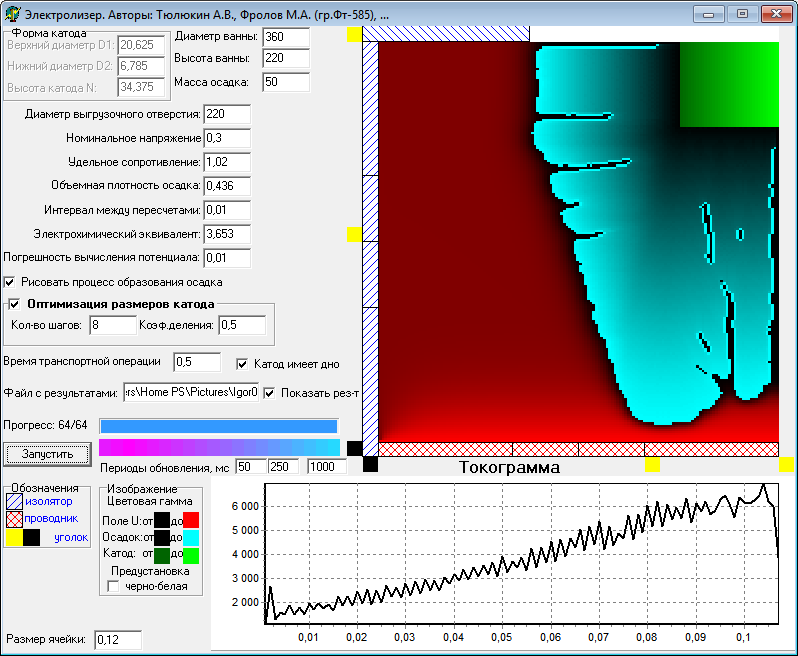 Электролизер. Авторы: Тюлюкин А.В., Фролов М.А. (гр.Фт-585), ...
Форма катода
Верхний диаметр D1: 20,625
Нижний диаметр D2: 6,785
Высота катода N: 34,375
Диаметр ванны: 360
Высота ванны: 220
Масса осадка: 50
Диаметр выгрузочного отверстия: 220
Номинальное напряжение 0,3
Удельное сопротивление: 1,02
Объемная плотность осадка: 0,436
Интервал между пересчетами: 0,01
Электрохимический эквивалент: 3,653
Погрешность вычисления потенциала: 0,01
Рисовать процесс образования осадка
Оптимизация размеров катода
Кол-во шагов: 8 Коэф.деления: 0,5
Время транспортной операции 0,5 Катод имеет дно
Файл с результатами: ers\Home PS\Pictures\Igor0 Показать рез-т
Прогресс: 64/64
Запустить
Периоды обновления, мс 50 250 1000
Обозначения
изолятор
проводник
уголок
Изображение
Цветовая гамма
Поле U: от до
Осадок: от до
Катод: от до
Предустановка
черно-белая
Размер ячейки: 0,12
Токограмма
6 000
5 000
4 000
3 000
2 000
0,01 0,02 0,03 0,04 0,05 0,06 0,07 0,08 0,09 0,1